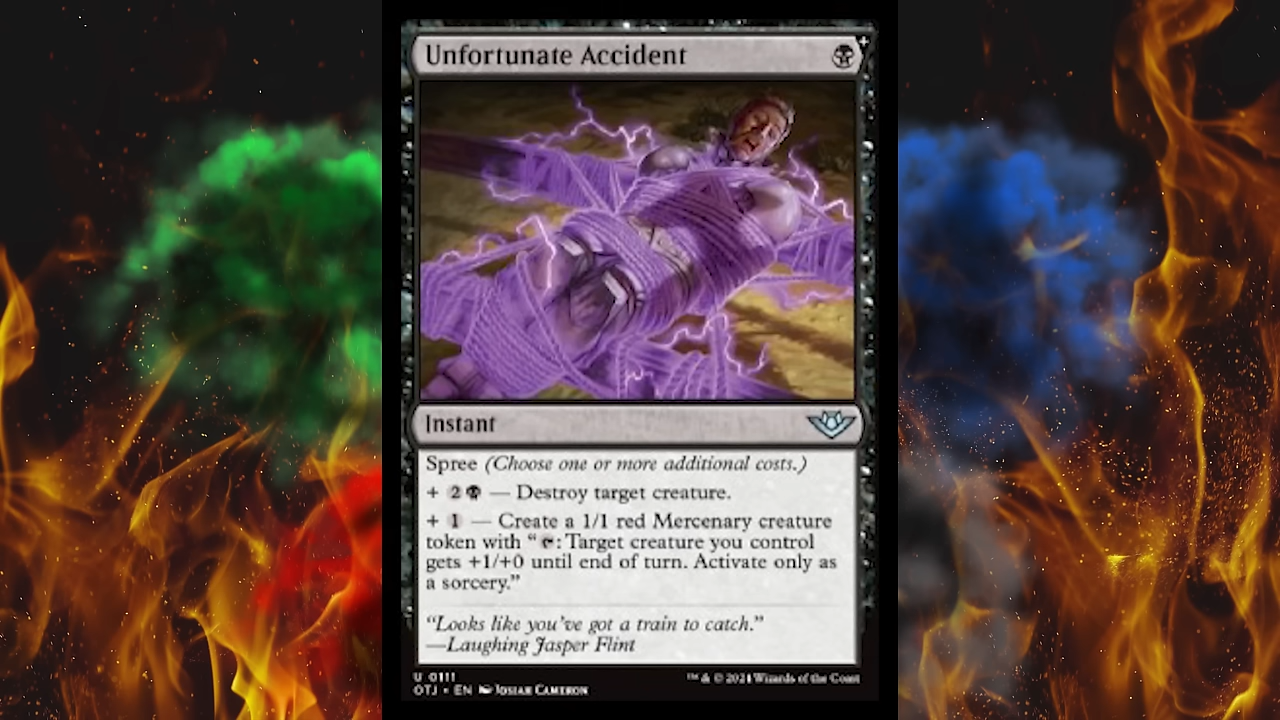 Unfortunate Accident
Instant
Spree (Choose one or more additional costs.)
+ 2 — Destroy target creature.
+ 1 — Create a 1/1 red Mercenary creature
token with “ : Target creature you control
gets +1/+0 until end of turn. Activate only as
a sorcery.”
“Looks like you’ve got a train to catch.”
—Laughing Jasper Flint
U 0111
OTJ • EN Josiah Cameron
™ & © 2024 Wizards of the Coast